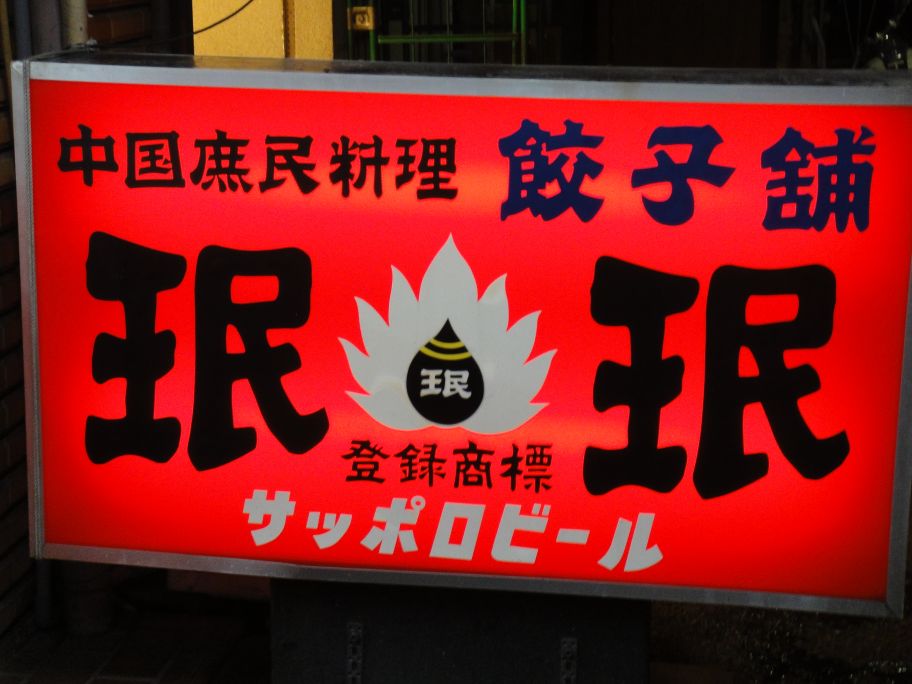 中国庶民料理 餃子舗
珉 珉
珉
登録商標
サッポロビール